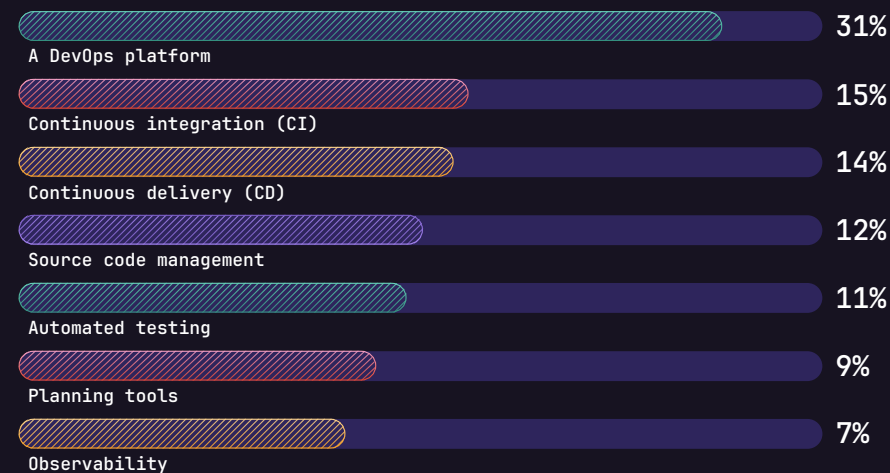 31%
A DevOps platform
15%
Continuous integration (CI)
14%
Continuous delivery (CD)
12%
Source code management
11%
Automated testing
9%
Planning tools
7%
Observability